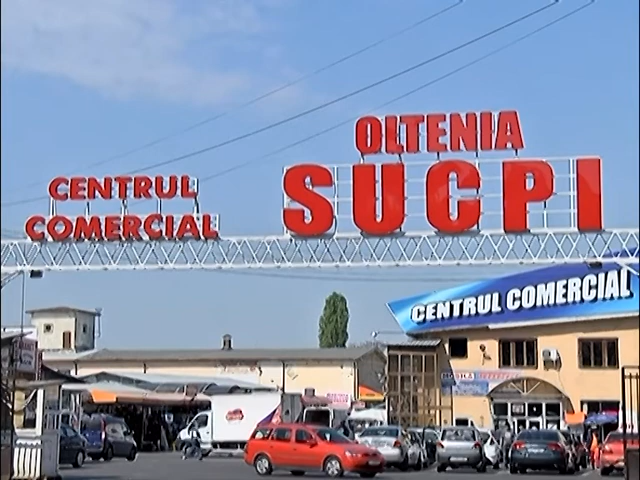 CENTRUL
COMERCIAL
OLTENIA
SUCPI
CENTRUL COMERCIAL